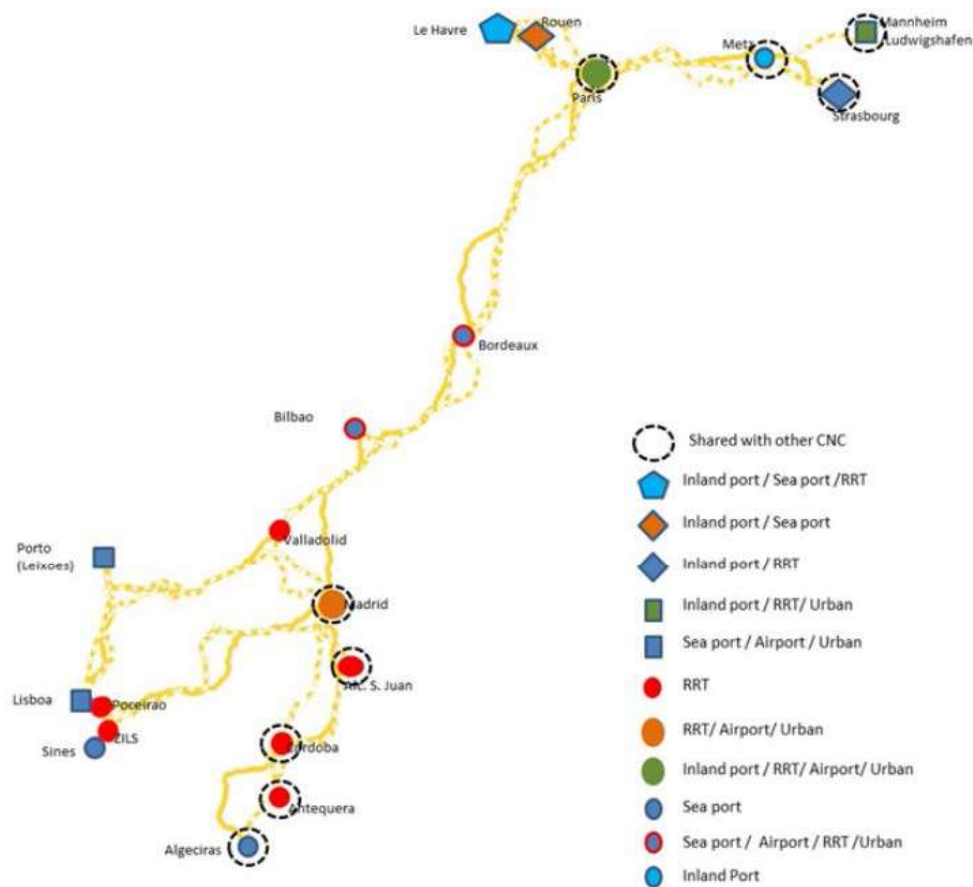 Le Havre
Rouen
Paris
Metz
Mannheim
Ludwigshafen
Strasbourg
Bordeaux
Bilbao
Valladolid
Porto
(Leixoes)
Madrid
Alc. S. Juan
Lisboa
Poceirao
ZILS
Sines
Cordoba
Antequera
Algeciras
Shared with other CNC
Inland port / Sea port /RRT
Inland port / Sea port
Inland port / RRT
Inland port / RRT/ Urban
Sea port / Airport / Urban
RRT
RRT/ Airport/ Urban
Inland port / RRT/ Airport/ Urban
Sea port
Sea port / Airport / RRT /Urban
Inland Port